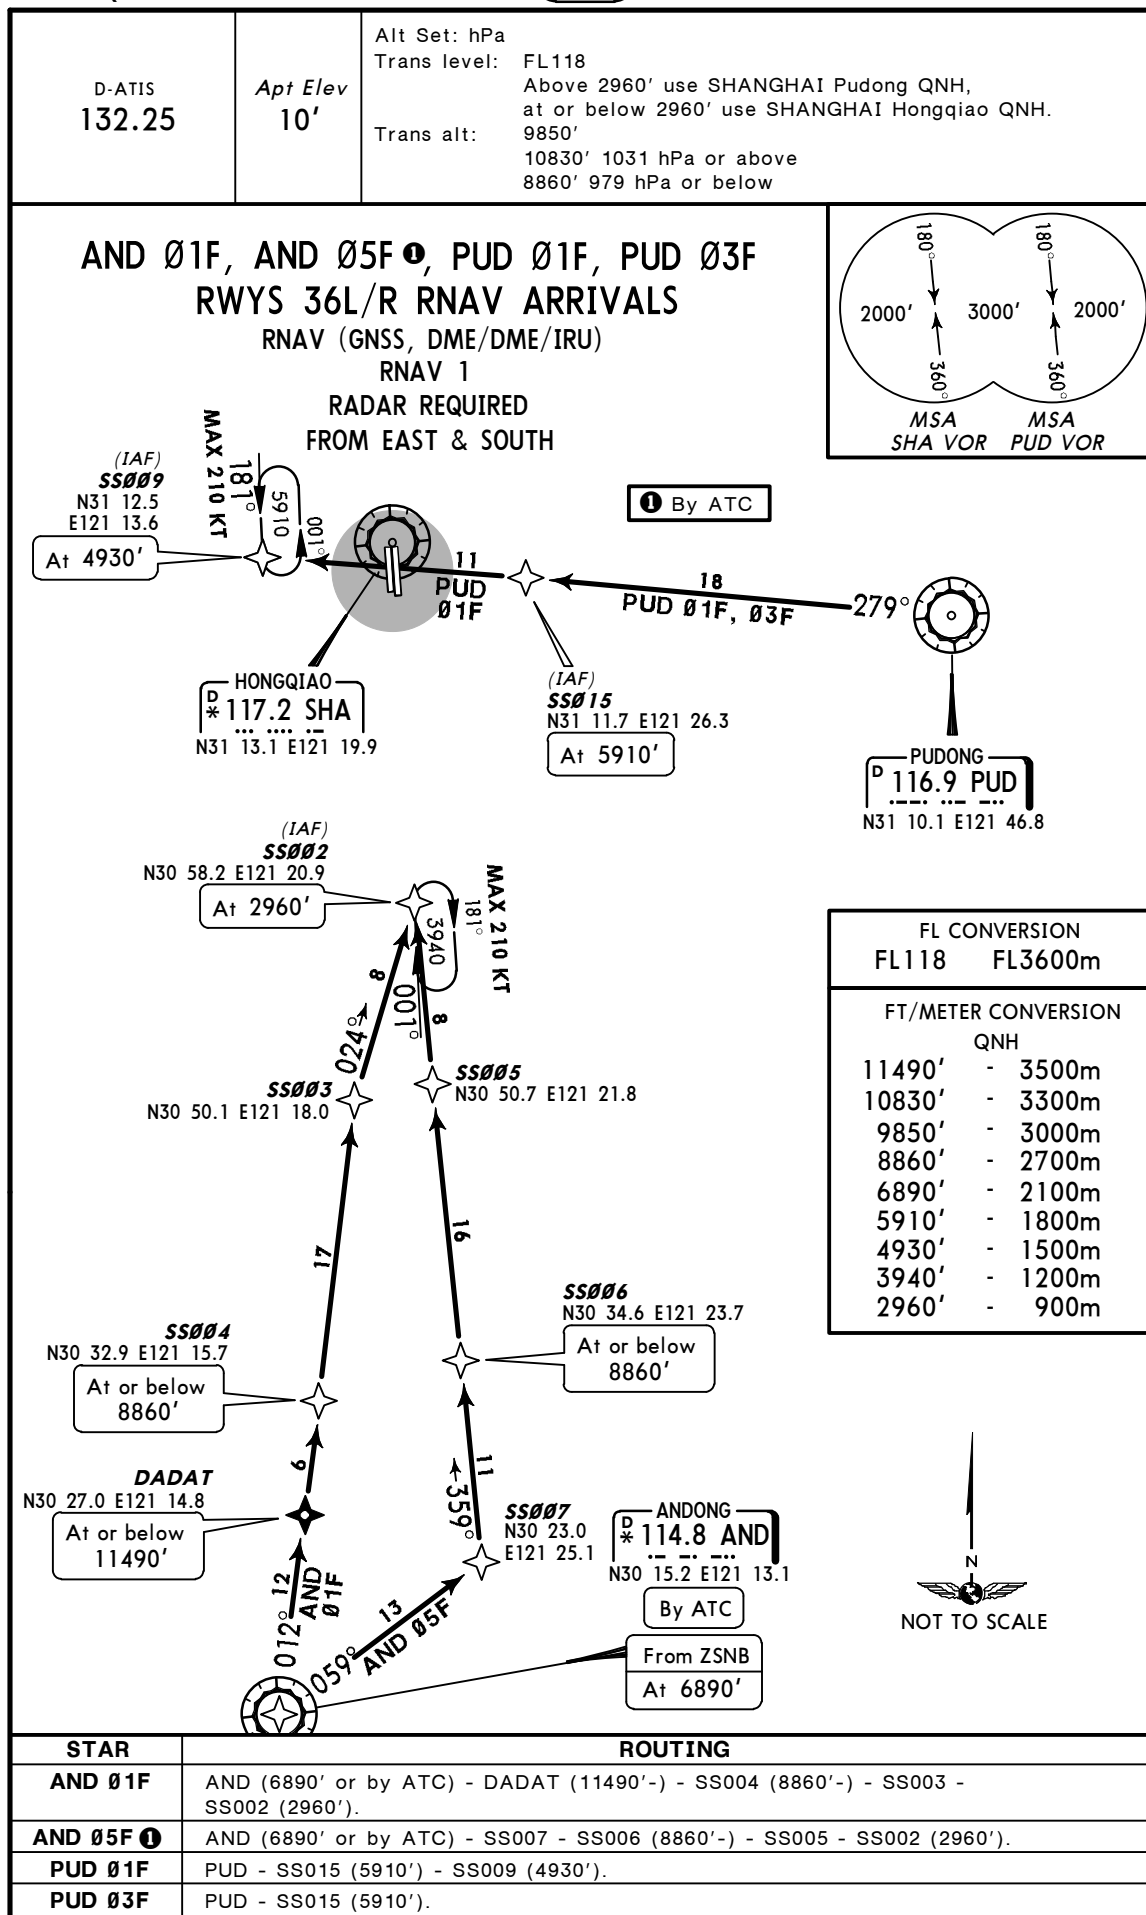 D-ATIS
132.25
Apt Elev
10'
Alt Set: hPa
Trans level: FL118
Above 2960' use SHANGHAI Pudong QNH,
at or below 2960' use SHANGHAI Hongqiao QNH.
Trans alt: 9850'
10830' 1031 hPa or above
8860' 979 hPa or below
AND Ø1F, AND Ø5F ❶, PUD Ø1F, PUD Ø3F
RWYS 36L/R RNAV ARRIVALS
RNAV (GNSS, DME/DME/IRU)
RNAV 1
RADAR REQUIRED
FROM EAST & SOUTH
180°
180°
2000'
3000'
2000'
360°
360°
MSA
SHA VOR
MSA
PUD VOR
(IAF)
SSØØ9
N31 12.5
E121 13.6
At 4930'
MAX 210 KT
181°
5910
001°
❶ By ATC
11
PUD
Ø1F
18
PUD Ø1F, Ø3F
279°
HONGQIAO
D
* 117.2 SHA
N31 13.1 E121 19.9
(IAF)
SSØ15
N31 11.7 E121 26.3
At 5910'
PUDONG
D 116.9 PUD
N31 10.1 E121 46.8
(IAF)
SSØØ2
N30 58.2 E121 20.9
At 2960'
MAX 210 KT
181°
3940
001°
8
8
024°
SSØØ3
N30 50.1 E121 18.0
SSØØ5
N30 50.7 E121 21.8
17
16
FL CONVERSION
FL118 FL3600m
FT/METER CONVERSION
QNH
11490' - 3500m
10830' - 3300m
9850' - 3000m
8860' - 2700m
6890' - 2100m
5910' - 1800m
4930' - 1500m
3940' - 1200m
2960' - 900m
SSØØ4
N30 32.9 E121 15.7
At or below
8860'
SSØØ6
N30 34.6 E121 23.7
At or below
8860'
6
11
359°
DADAT
N30 27.0 E121 14.8
At or below
11490'
SSØØ7
N30 23.0
E121 25.1
ANDONG
D
* 114.8 AND
N30 15.2 E121 13.1
By ATC
From ZSNB
At 6890'
012°
12
AND
Ø1F
059°
13
AND Ø5F
N
NOT TO SCALE
STAR ROUTING
AND Ø1F AND (6890' or by ATC) - DADAT (11490'-) - SS004 (8860'-) - SS003 -
SS002 (2960').
AND Ø5F ❶ AND (6890' or by ATC) - SS007 - SS006 (8860'-) - SS005 - SS002 (2960').
PUD Ø1F PUD - SS015 (5910') - SS009 (4930').
PUD Ø3F PUD - SS015 (5910').